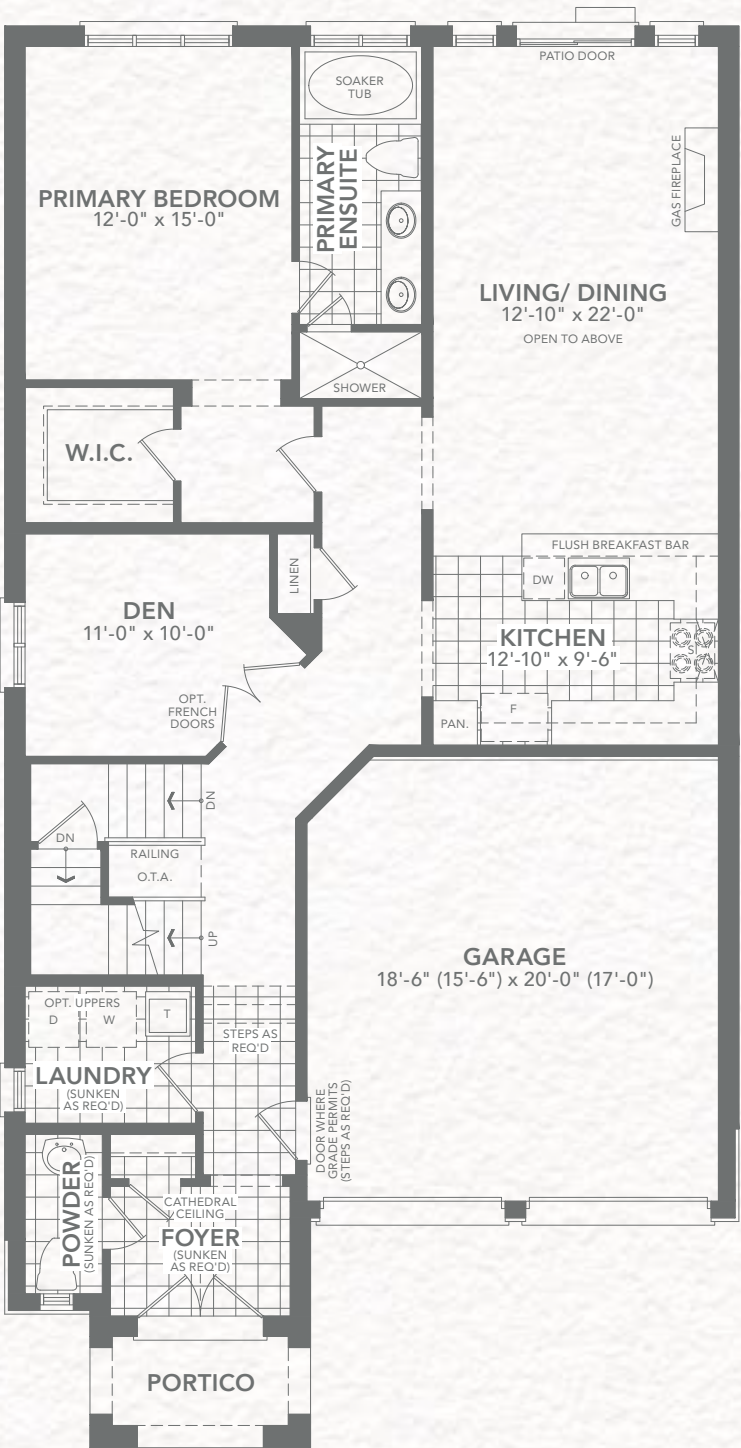 PATIO DOOR
SOAKER
TUB
GAS FIREPLACE
PRIMARY BEDROOM
12'-0" x 15'-0"
PRIMARY
ENSUITE
LIVING/ DINING
12'-10" x 22'-0"
OPEN TO ABOVE
SHOWER
W.I.C.
FLUSH BREAKFAST BAR
LINEN
DW
DEN
11'-0" x 10'-0"
KITCHEN
12'-10" x 9'-6"
S
OPT.
FRENCH
DOORS
PAN.
F
DN
DN
RAILING
O.T.A.
UP
GARAGE
18'-6" (15'-6") x 20'-0" (17'-0")
OPT. UPPERS
D
W
T
STEPS AS
REQ'D
LAUNDRY
(SUNKEN
AS REQ'D)
DOOR WHERE
GRADE PERMITS
(STEPS AS REQ'D)
POWDER
(SUNKEN AS REQ'D)
CATHEDRAL
CEILING
FOYER
(SUNKEN
AS REQ'D)
PORTICO